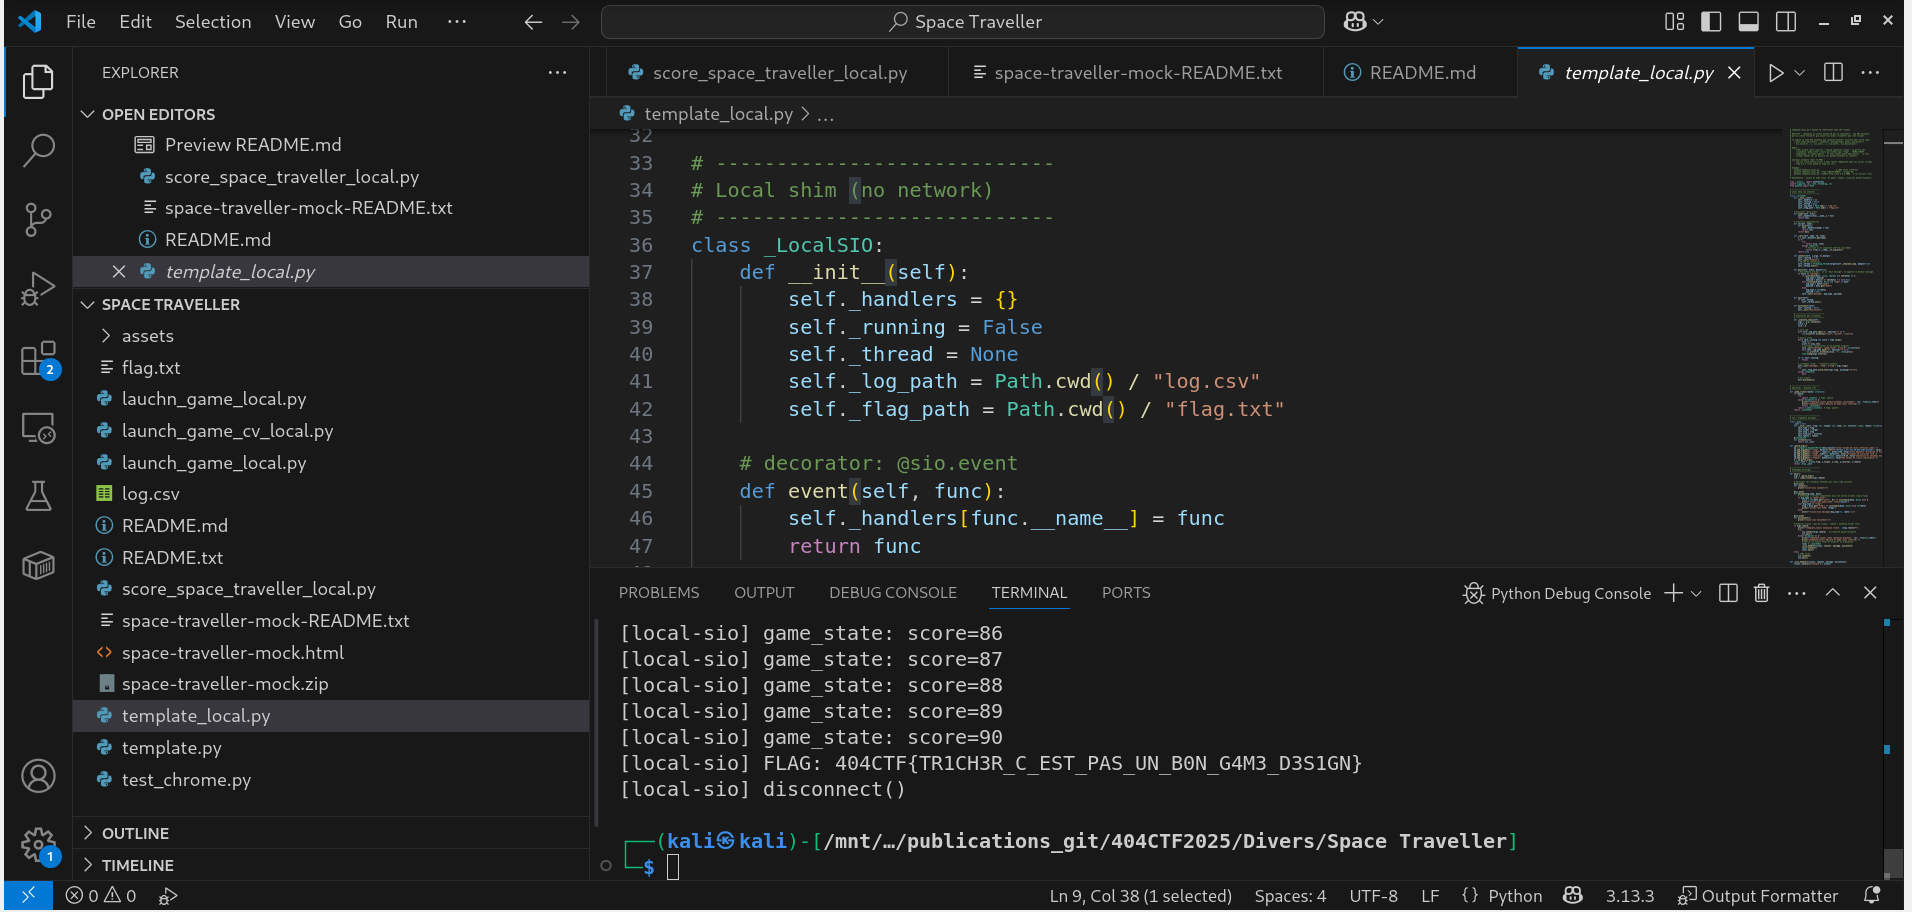 File Edit Selection View Go Run ··· Space Traveller
EXPLORER
OPEN EDITORS
Preview README.md
score_space_traveller_local.py
space-traveller-mock-README.txt
README.md
template_local.py
SPACE TRAVELLER
assets
flag.txt
lauchn_game_local.py
launch_game_cv_local.py
launch_game_local.py
log.csv
README.md
README.txt
score_space_traveller_local.py
space-traveller-mock-README.txt
space-traveller-mock.html
space-traveller-mock.zip
template_local.py
template.py
test_chrome.py
OUTLINE
TIMELINE
2
1
score_space_traveller_local.py space-traveller-mock-README.txt README.md template_local.py
template_local.py > ...
32
33 # ----------------------------
34 # Local shim (no network)
35 # ----------------------------
36 class _LocalSIO:
37     def __init__(self):
38         self._handlers = {}
39         self._running = False
40         self._thread = None
41         self._log_path = Path.cwd() / "log.csv"
42         self._flag_path = Path.cwd() / "flag.txt"
43
44     # decorator: @sio.event
45     def event(self, func):
46         self._handlers[func.__name__] = func
47         return func
PROBLEMS OUTPUT DEBUG CONSOLE TERMINAL PORTS Python Debug Console
[local-sio] game_state: score=86
[local-sio] game_state: score=87
[local-sio] game_state: score=88
[local-sio] game_state: score=89
[local-sio] game_state: score=90
[local-sio] FLAG: 404CTF{TR1CH3R_C_EST_PAS_UN_B0N_G4M3_D3S1GN}
[local-sio] disconnect()
┌──(kali㉿kali)-[/mnt/…/publications_git/404CTF2025/Divers/Space Traveller]
└─$
0 0 Ln 9, Col 38 (1 selected) Spaces: 4 UTF-8 LF {} Python 3.13.3 Output Formatter